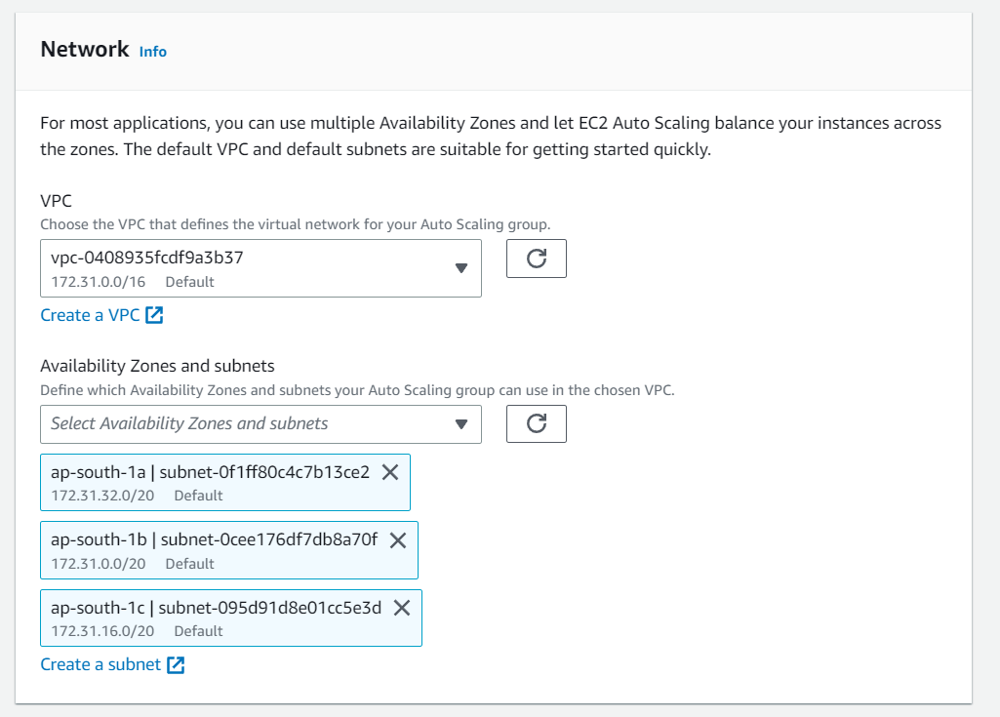 Network Info
For most applications, you can use multiple Availability Zones and let EC2 Auto Scaling balance your instances across
the zones. The default VPC and default subnets are suitable for getting started quickly.
VPC
Choose the VPC that defines the virtual network for your Auto Scaling group.
vpc-0408935fcdf9a3b37
172.31.0.0/16 Default
Create a VPC
Availability Zones and subnets
Define which Availability Zones and subnets your Auto Scaling group can use in the chosen VPC.
Select Availability Zones and subnets
ap-south-1a | subnet-0f1ff80c4c7b13ce2
172.31.32.0/20 Default
ap-south-1b | subnet-0cee176df7db8a70f
172.31.0.0/20 Default
ap-south-1c | subnet-095d91d8e01cc5e3d
172.31.16.0/20 Default
Create a subnet